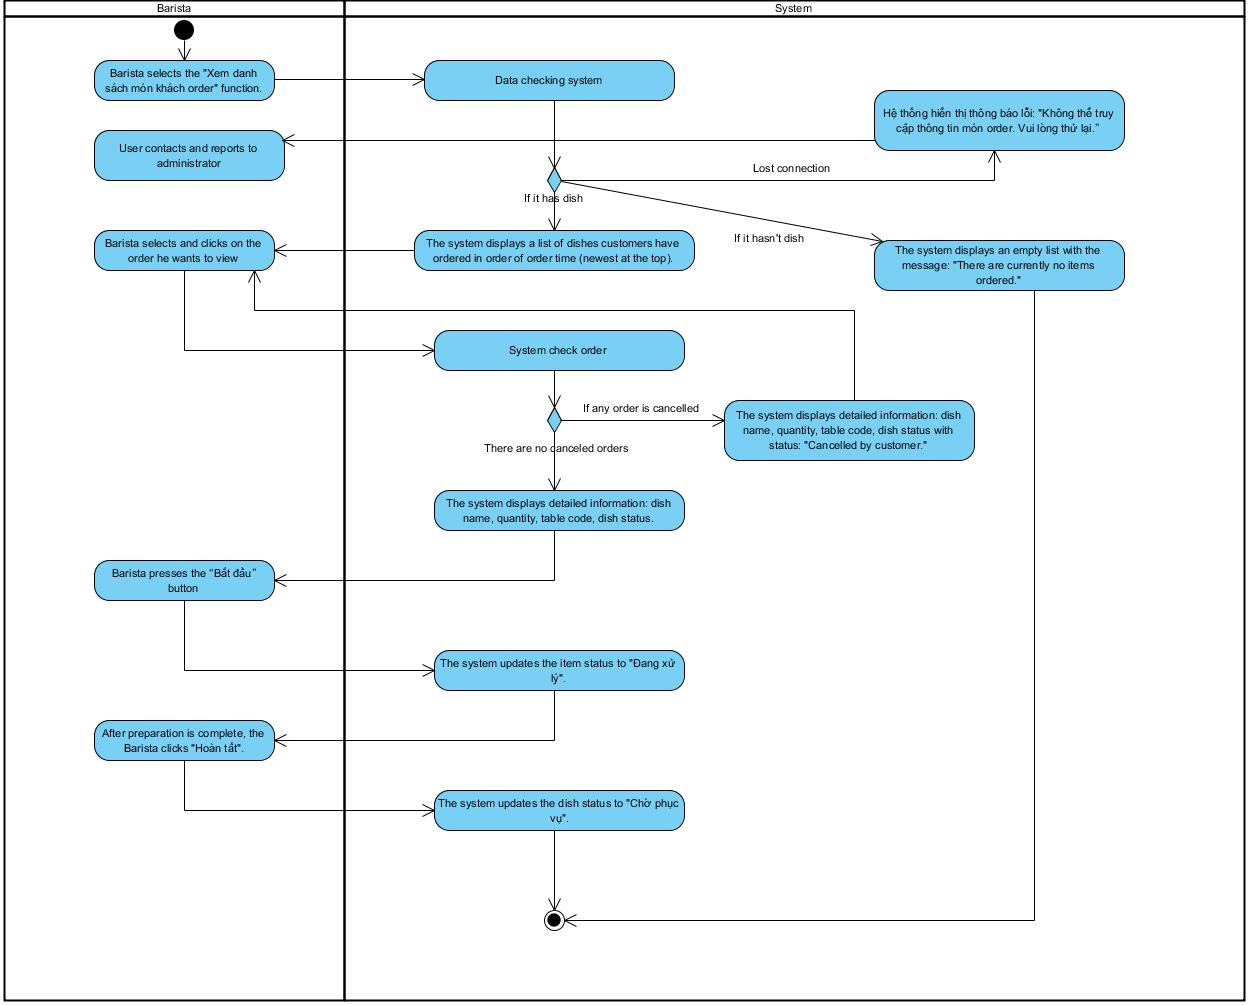 Barista
System
Barista selects the "Xem danh
sách món khách order" function.
Data checking system
Hệ thống hiển thị thông báo lỗi: "Không thể truy
cập thông tin món order. Vui lòng thử lại."
User contacts and reports to
administrator
Lost connection
If it has dish
If it hasn't dish
Barista selects and clicks on the
order he wants to view
The system displays a list of dishes customers have
ordered in order of order time (newest at the top).
The system displays an empty list with the
message: "There are currently no items
ordered."
System check order
If any order is cancelled
The system displays detailed information: dish
name, quantity, table code, dish status with
status: "Cancelled by customer."
There are no canceled orders
The system displays detailed information: dish
name, quantity, table code, dish status.
Barista presses the "Bắt đầu"
button
The system updates the item status to "Đang xử
lý".
After preparation is complete, the
Barista clicks "Hoàn tất".
The system updates the dish status to "Chờ phục
vụ".